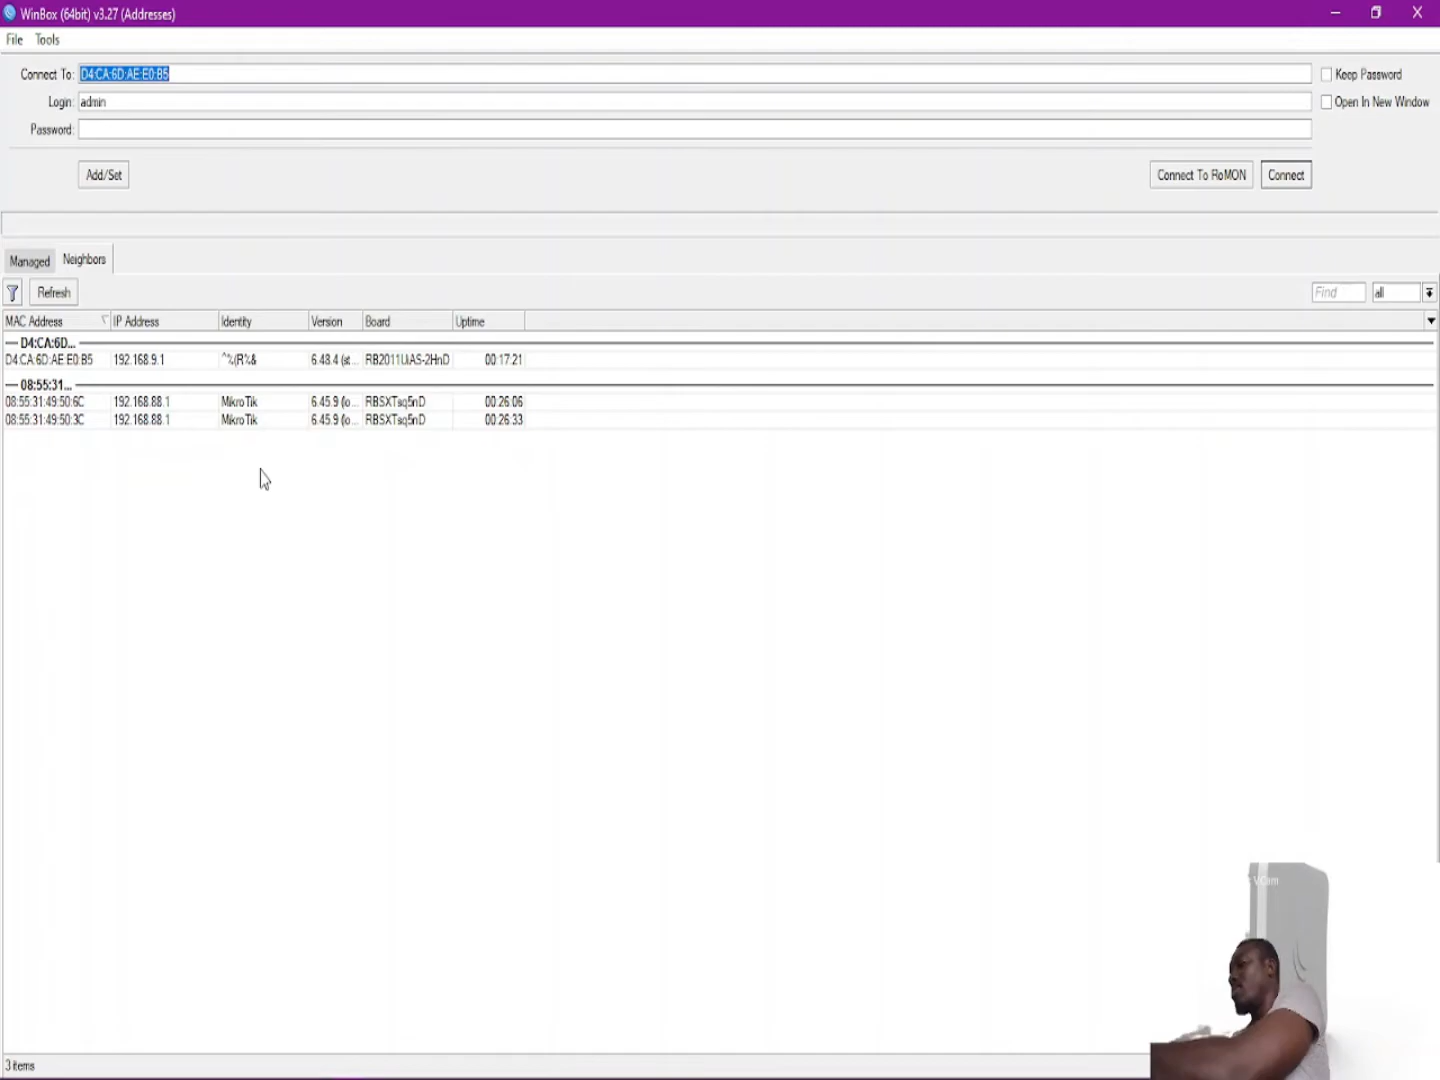 WinBox (64bit) v3.27 (Addresses)
File Tools
Connect To: D4:CA:6D:AE:E0:B5
Keep Password
Login: admin
Open In New Window
Password:
Add/Set
Connect To RoMON
Connect
Managed
Neighbors
Refresh
Find
all
MAC Address IP Address Identity Version Board Uptime
D4:CA:6D...
D4:CA:6D:AE:E0:B5 192.168.9.1 ^%(R%& 6.48.4 (st... RB2011UiAS-2HnD 00:17:21
08:55:31...
08:55:31:49:50:6C 192.168.88.1 MikroTik 6.45.9 (lo... RBSXTsq5nD 00:26:06
08:55:31:49:50:3C 192.168.88.1 MikroTik 6.45.9 (lo... RBSXTsq5nD 00:26:33
VCam
3 items